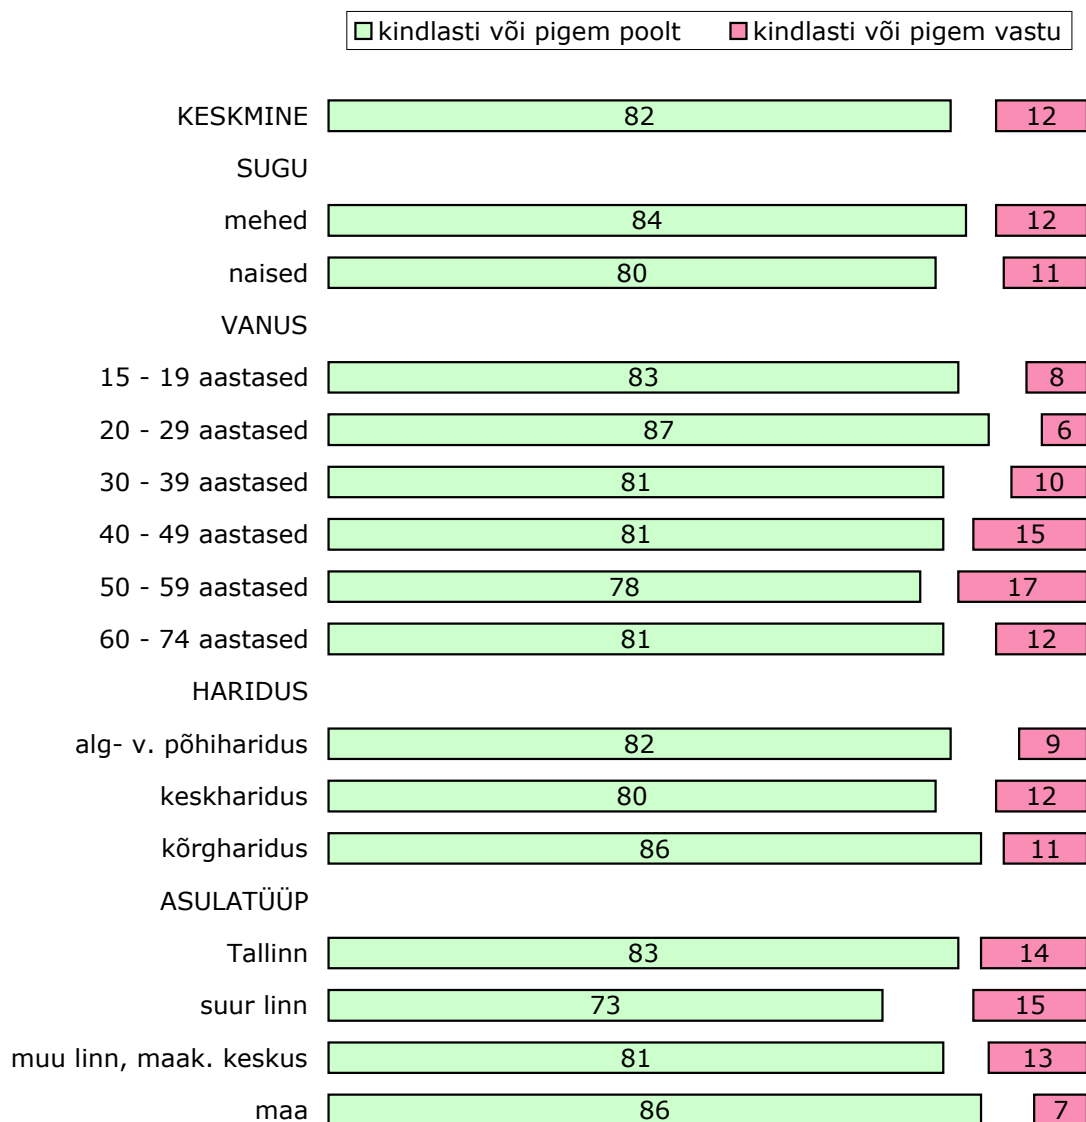 kindlasti või pigem poolt kindlasti või pigem vastu
KESKMINE 82 12
SUGU
mehed 84 12
naised 80 11
VANUS
15 - 19 aastased 83 8
20 - 29 aastased 87 6
30 - 39 aastased 81 10
40 - 49 aastased 81 15
50 - 59 aastased 78 17
60 - 74 aastased 81 12
HARIDUS
alg- v. põhiharidus 82 9
keskharidus 80 12
kõrgharidus 86 11
ASULATÜÜP
Tallinn 83 14
suur linn 73 15
muu linn, maak. keskus 81 13
maa 86 7